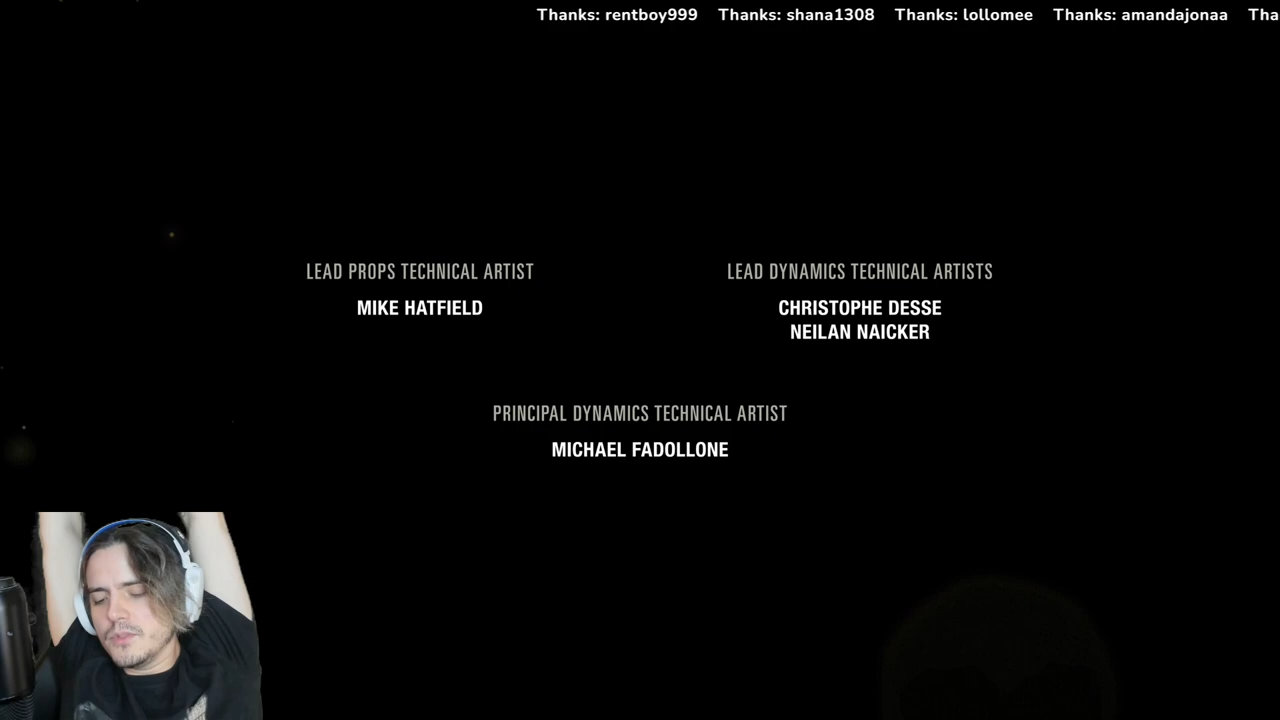 Thanks: rentboy999 Thanks: shana1308 Thanks: lollomee Thanks: amandajonaa Tha
LEAD PROPS TECHNICAL ARTIST
MIKE HATFIELD
LEAD DYNAMICS TECHNICAL ARTISTS
CHRISTOPHE DESSE
NEILAN NAICKER
PRINCIPAL DYNAMICS TECHNICAL ARTIST
MICHAEL FADOLLONE